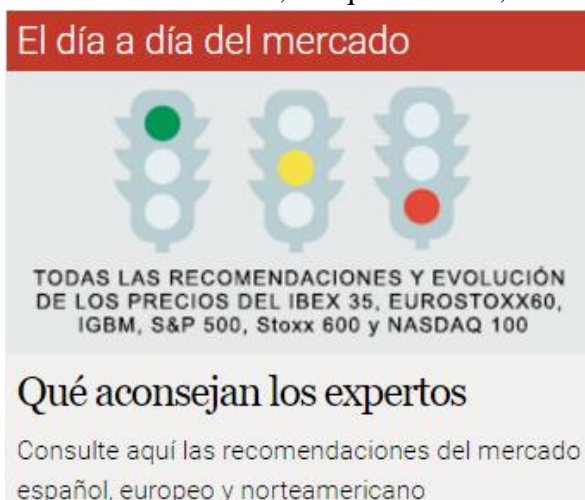 El día a día del mercado
TODAS LAS RECOMENDACIONES Y EVOLUCIÓN
DE LOS PRECIOS DEL IBEX 35, EUROSTOXX60,
IGBM, S&P 500, Stoxx 600 y NASDAQ 100
Qué aconsejan los expertos
Consulte aquí las recomendaciones del mercado
español, europeo y norteamericano